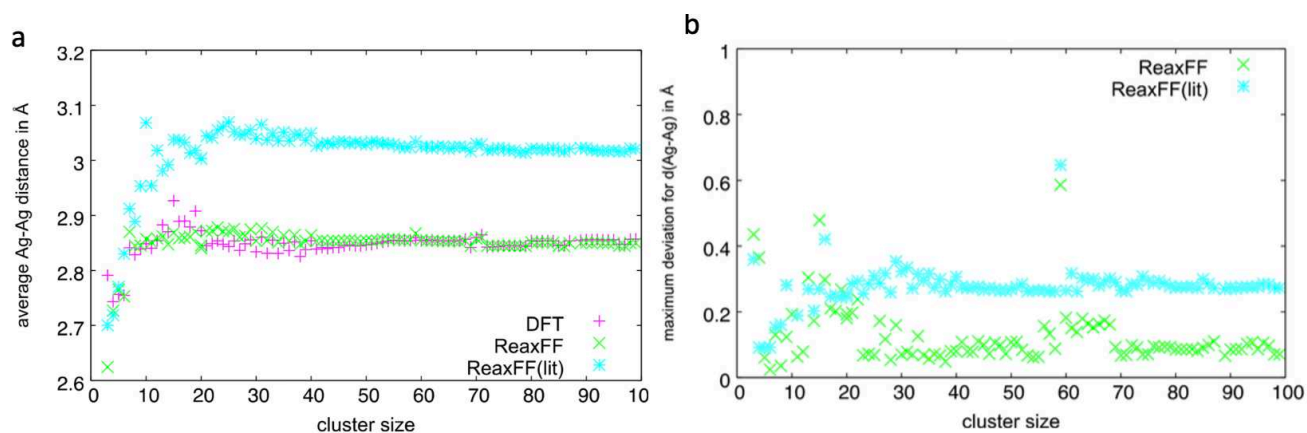 a
3.2
3.1
3
2.9
2.8
2.7
2.6
average Ag-Ag distance in Å
DFT
ReaxFF
ReaxFF(lit)
0 10 20 30 40 50 60 70 80 90 10
cluster size
b
1
0.8
0.6
0.4
0.2
0
maximum deviation for d(Ag-Ag) in Å
ReaxFF
ReaxFF(lit)
0 10 20 30 40 50 60 70 80 90 100
cluster size